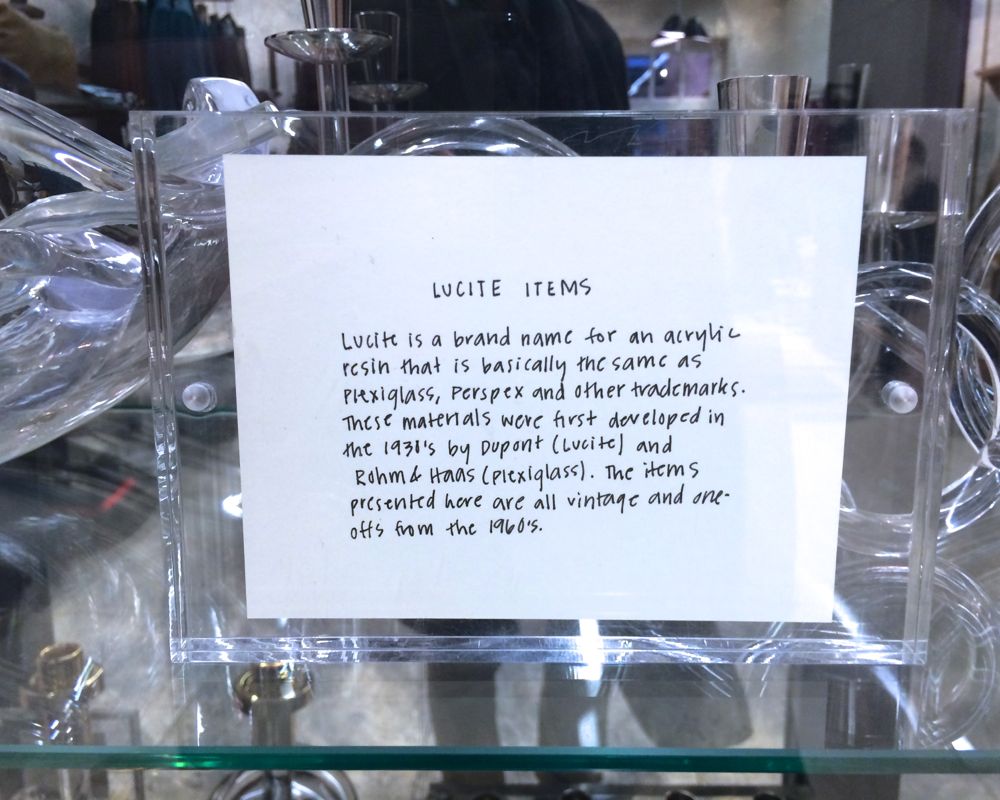 LUCITE ITEMS
Lucite is a brand name for an acrylic
resin that is basically the same as
Plexiglass, Perspex and other trademarks.
These materials were first developed in
the 1930's by Dupont (Lucite) and
Rohm & Haas (Plexiglass). The items
presented here are all vintage and one-
offs from the 1960's.